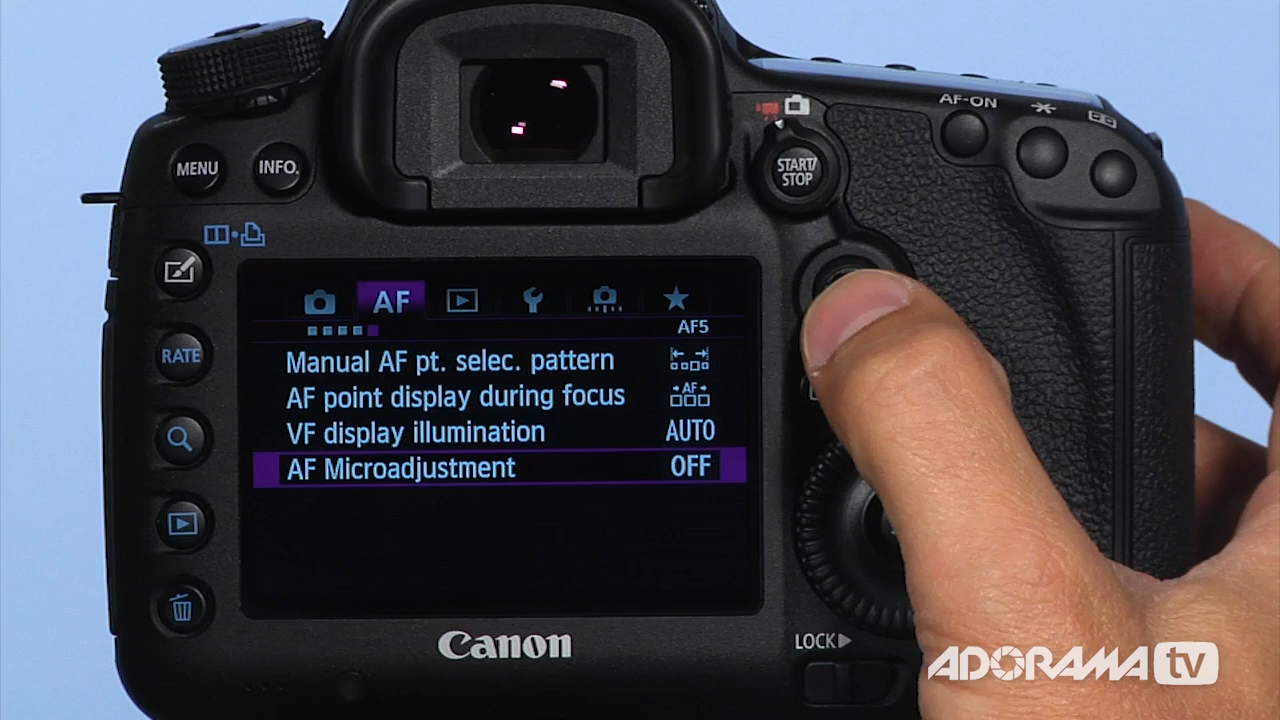 AF-ON
MENU
INFO.
START/
STOP
AF
AF5
RATE
Manual AF pt. selec. pattern
AF point display during focus
AF
VF display illumination
AUTO
AF Microadjustment
OFF
Canon
LOCK
ADORAMA tv